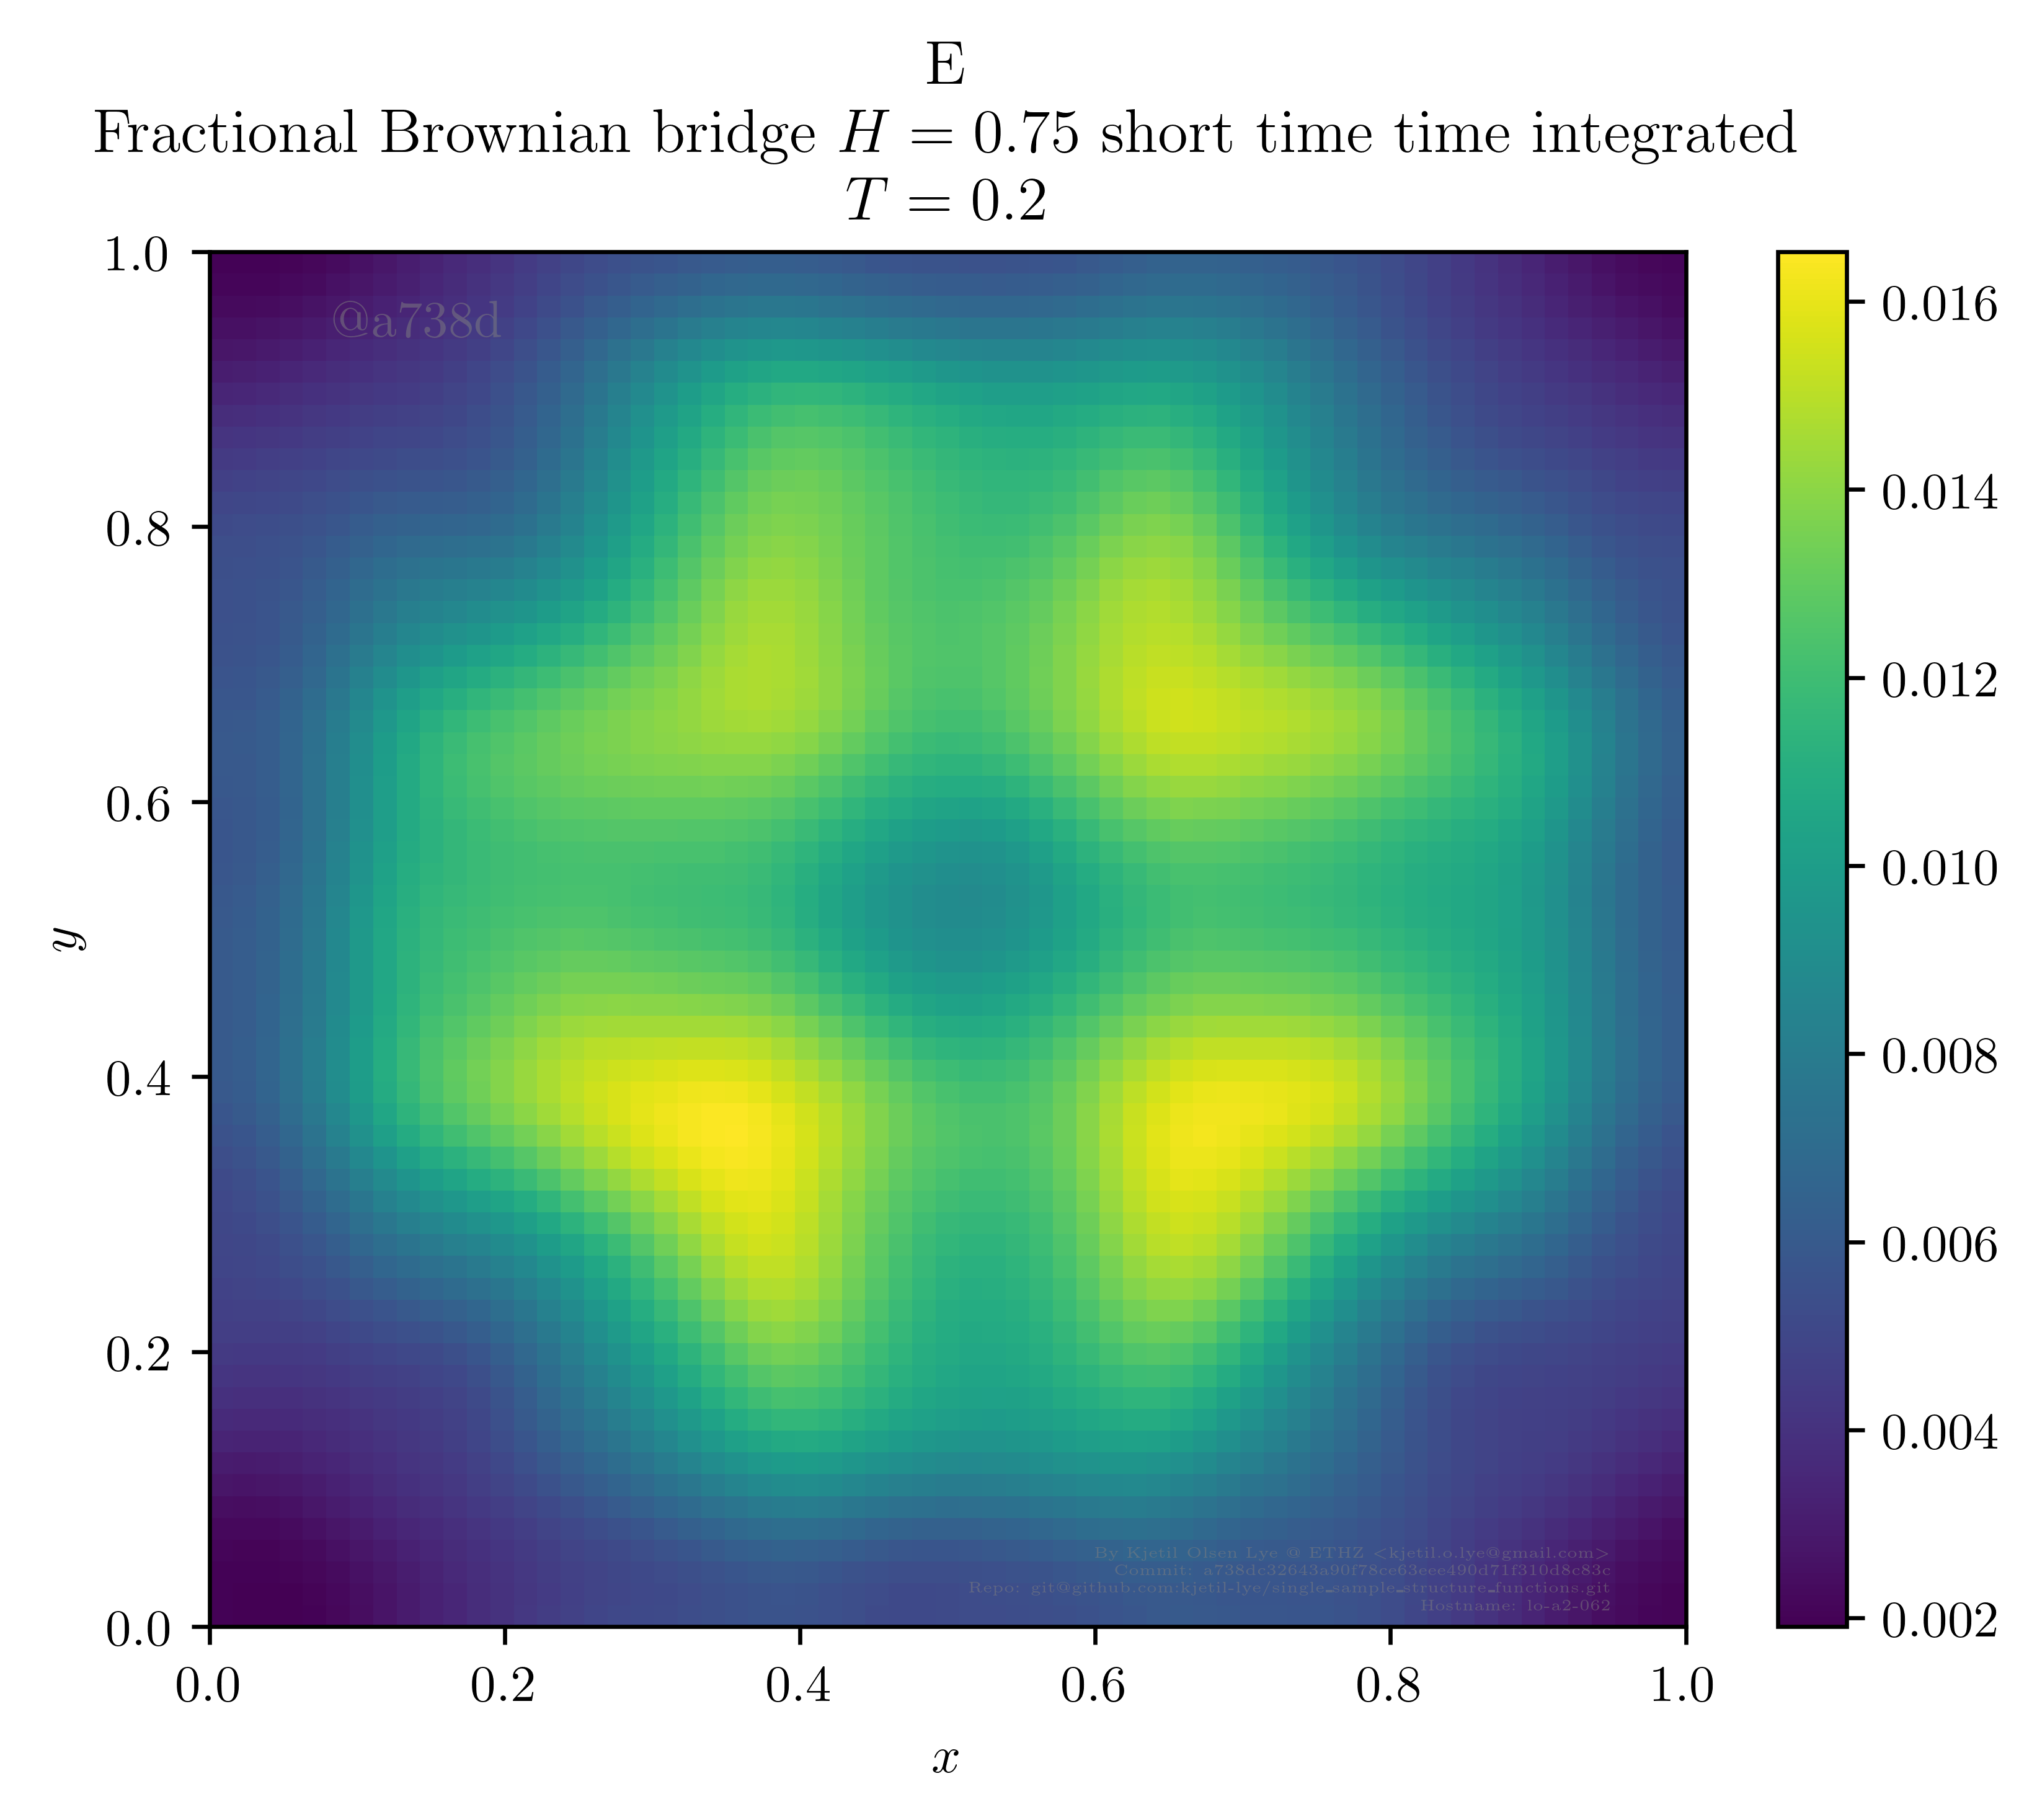 E
Fractional Brownian bridge H = 0.75 short time time integrated
T = 0.2
1.0
0.8
0.6
0.4
0.2
0.0
y
@a738d
By Kjetil Olsen Lye @ ETHZ <kjetil.o.lye@gmail.com>
Commit: a738dc32643a90f78ce63eee490d71f310d8c83c
Repo: git@github.com:kjetil-lye/single_sample_structure_functions.git
Hostname: lo-a2-062
0.0 0.2 0.4 0.6 0.8 1.0
x
0.016
0.014
0.012
0.010
0.008
0.006
0.004
0.002